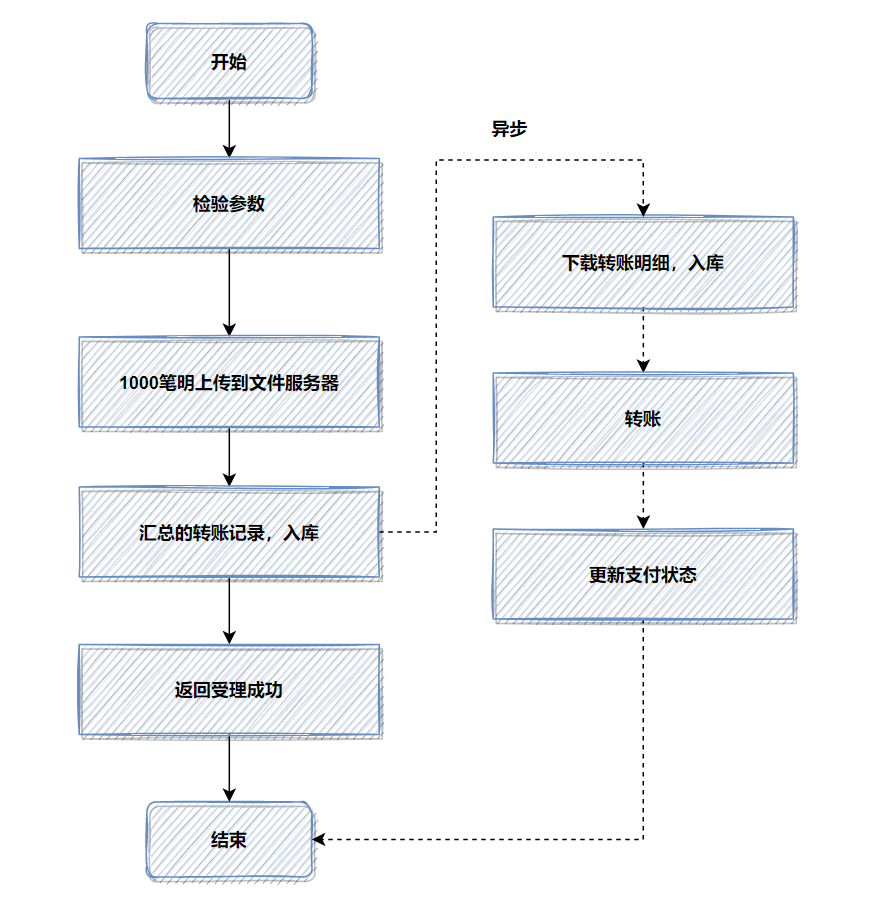 开始
检验参数
1000笔明上传到文件服务器
汇总的转账记录，入库
返回受理成功
结束
异步
下载转账明细，入库
转账
更新支付状态